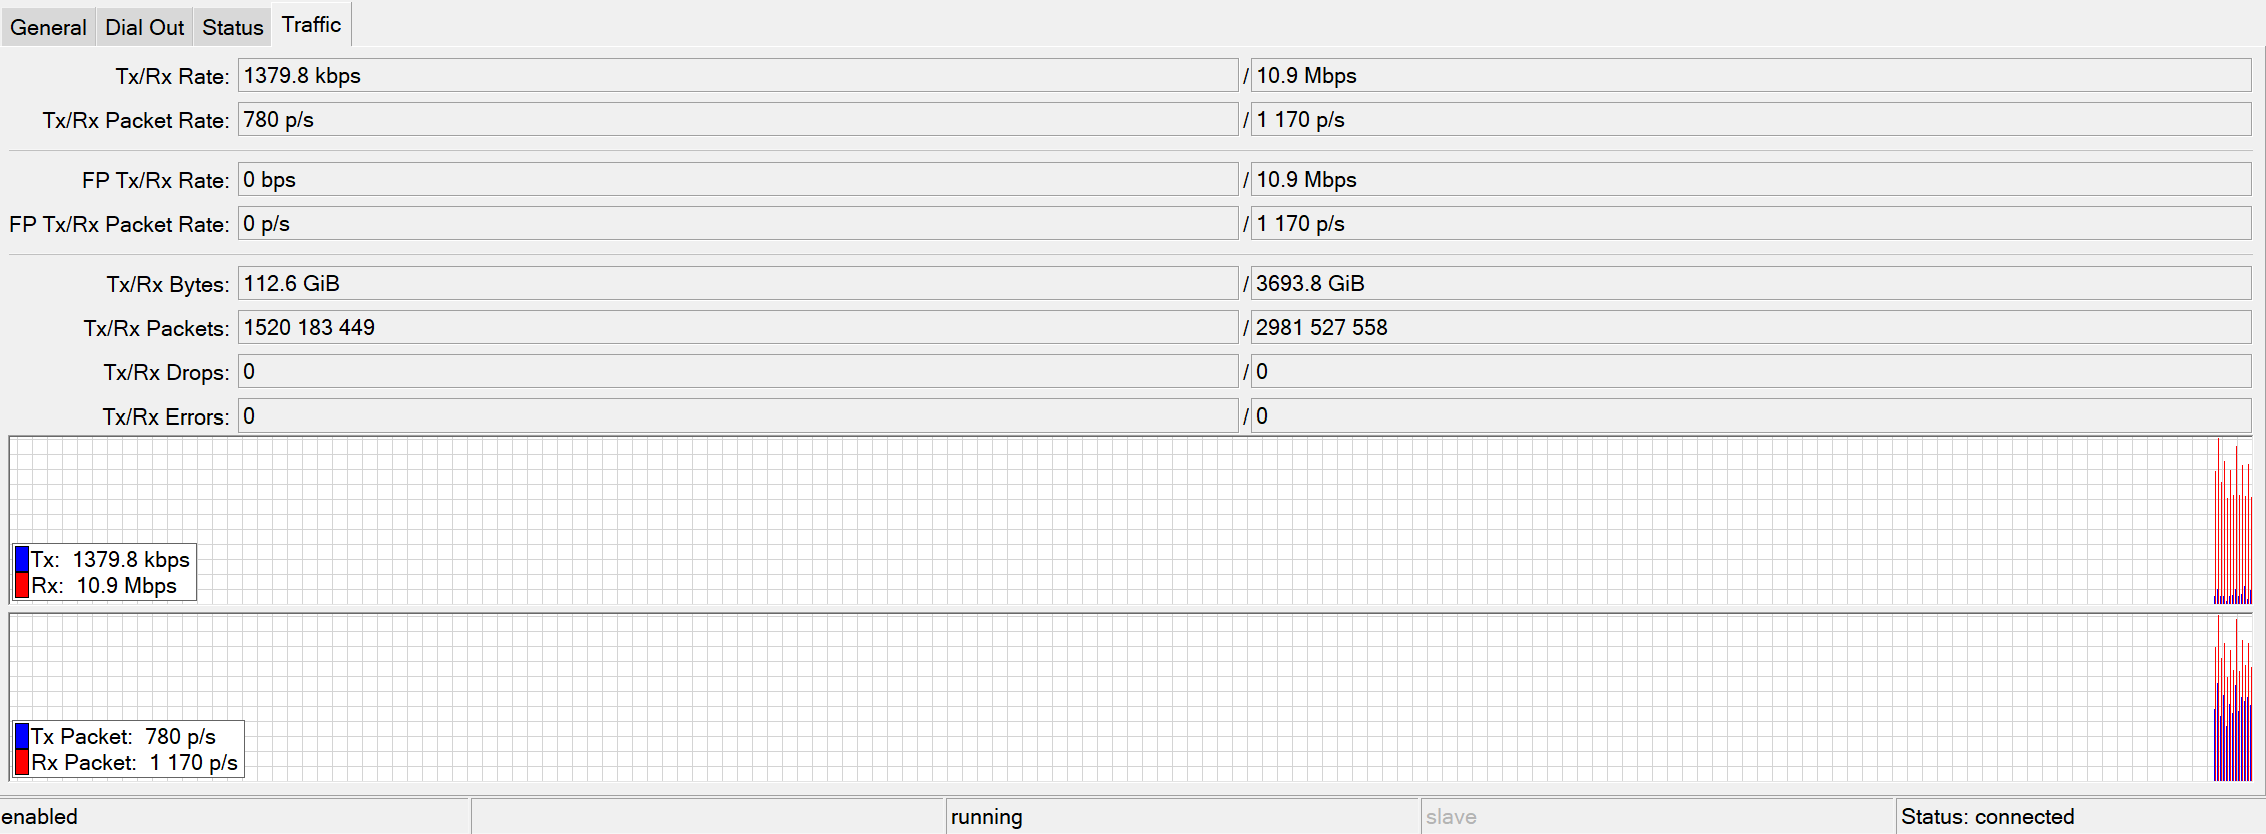 General Dial Out Status Traffic
Tx/Rx Rate: 1379.8 kbps / 10.9 Mbps
Tx/Rx Packet Rate: 780 p/s / 1 170 p/s
FP Tx/Rx Rate: 0 bps / 10.9 Mbps
FP Tx/Rx Packet Rate: 0 p/s / 1 170 p/s
Tx/Rx Bytes: 112.6 GiB / 3693.8 GiB
Tx/Rx Packets: 1520 183 449 / 2981 527 558
Tx/Rx Drops: 0 / 0
Tx/Rx Errors: 0 / 0
Tx: 1379.8 kbps
Rx: 10.9 Mbps
Tx Packet: 780 p/s
Rx Packet: 1 170 p/s
enabled running slave Status: connected